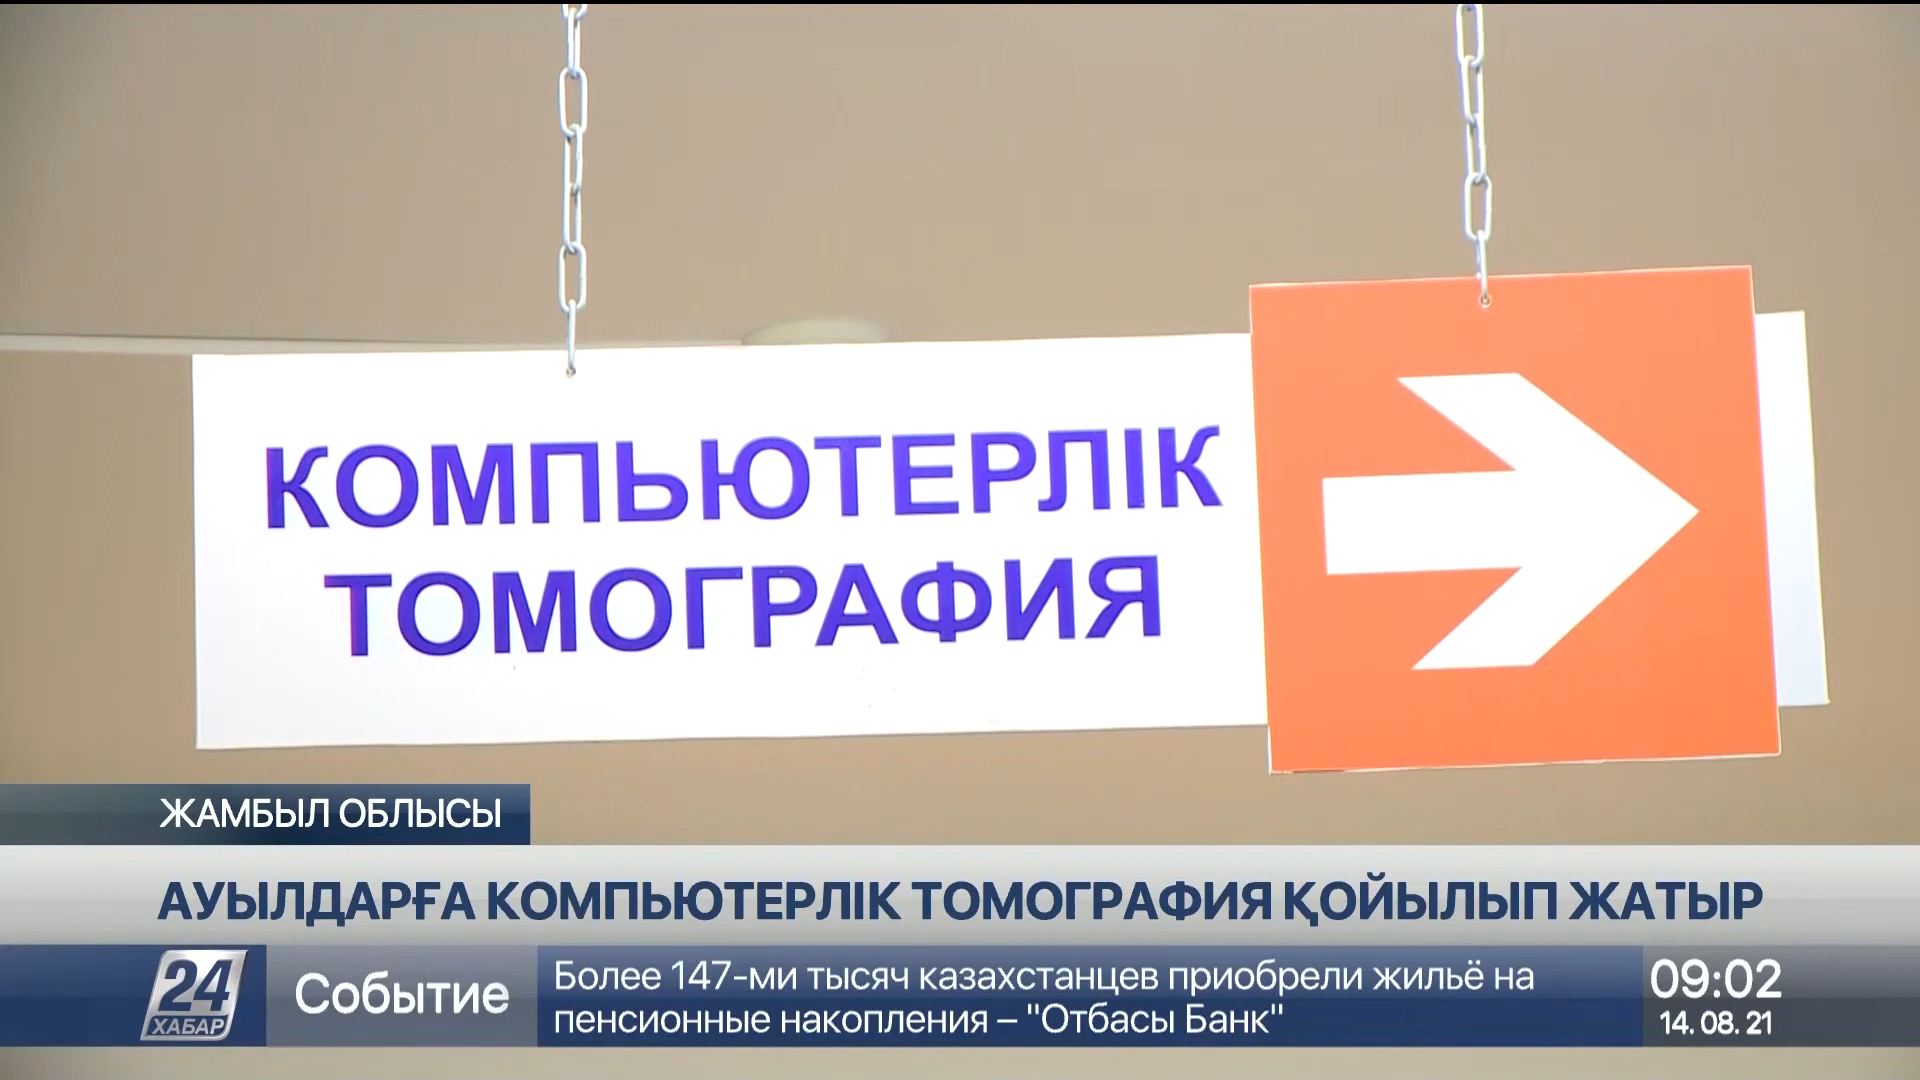 КОМПЬЮТЕРЛІК
ТОМОГРАФИЯ
ЖАМБЫЛ ОБЛЫСЫ
АУЫЛДАРҒА КОМПЬЮТЕРЛІК ТОМОГРАФИЯ ҚОЙЫЛЫП ЖАТЫР
24
ХАБАР
Событие
Более 147-ми тысяч казахстанцев приобрели жильё на
пенсионные накопления – "Отбасы Банк"
09:02
14. 08. 21